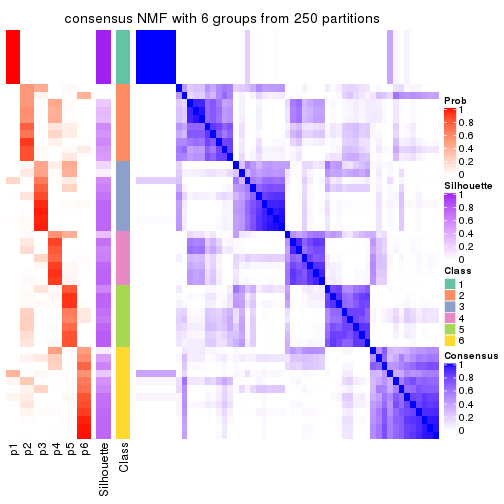 consensus NMF with 6 groups from 250 partitions
Prob
1
0.8
0.6
0.4
0.2
0
Silhouette
1
0.8
0.6
0.4
0.2
0
Class
1
2
3
4
5
6
Consensus
1
0.8
0.6
0.4
0.2
0
p1
p2
p3
p4
p5
p6
Silhouette
Class